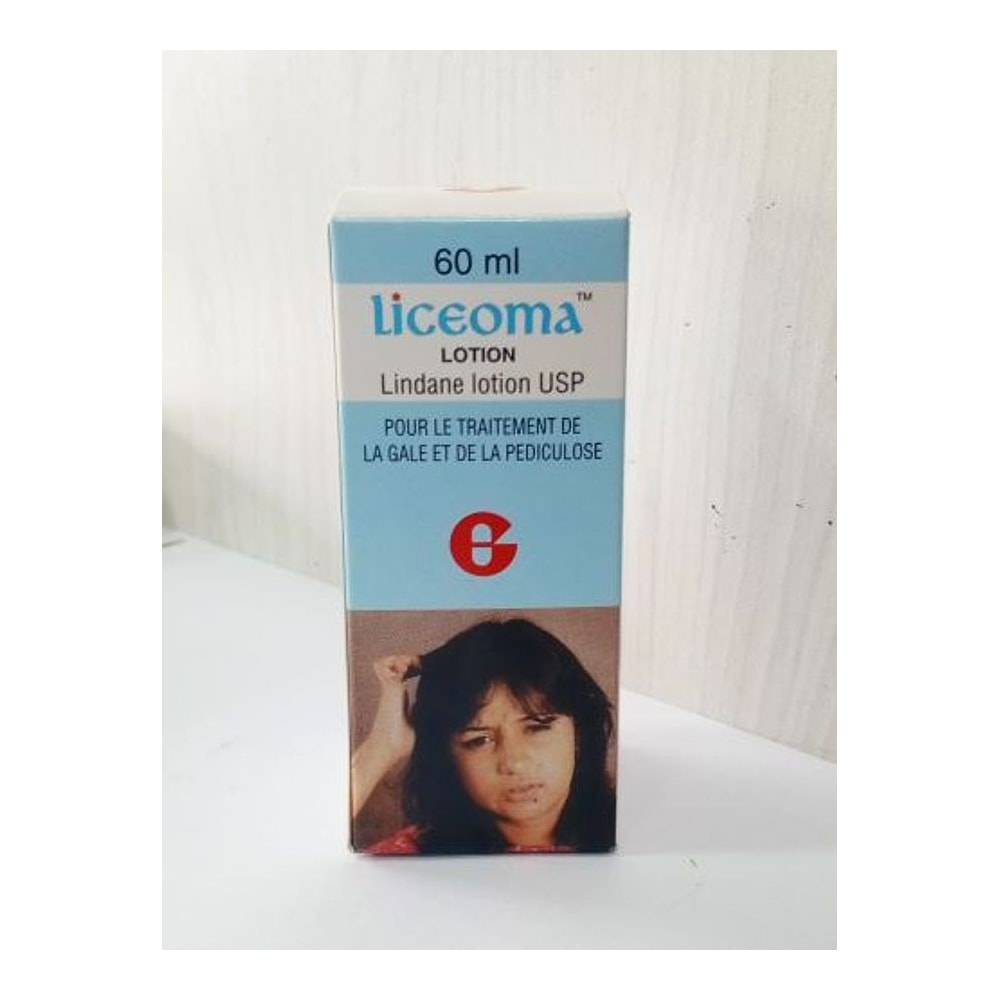 60 ml
Liceoma™
LOTION
Lindane lotion USP
POUR LE TRAITEMENT DE
LA GALE ET DE LA PEDICULOSE